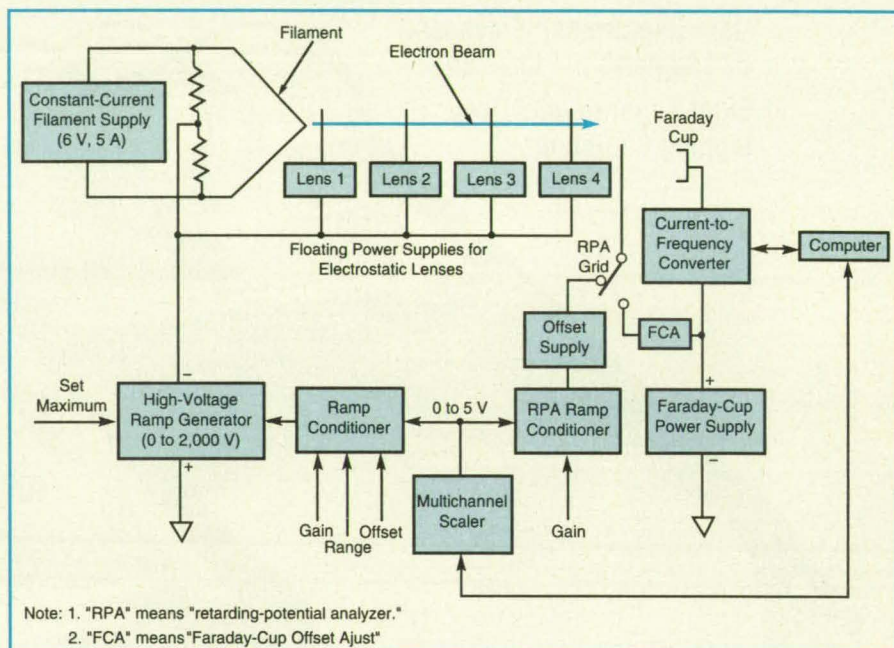 Filament
Electron Beam
Constant-Current
Filament Supply
(6 V, 5 A)
Faraday
Cup
Lens 1
Lens 2
Lens 3
Lens 4
Floating Power Supplies for
Electrostatic Lenses
RPA
Grid
Current-to-
Frequency
Converter
Computer
Offset
Supply
FCA
Set
Maximum
−
High-Voltage
Ramp Generator
(0 to 2,000 V)
+
Ramp
Conditioner
0 to 5 V
RPA Ramp
Conditioner
+
Faraday-Cup
Power Supply
−
Gain
Range
Offset
Multichannel
Scaler
Gain
Note: 1. "RPA" means "retarding-potential analyzer."
2. "FCA" means "Faraday-Cup Offset Ajust"